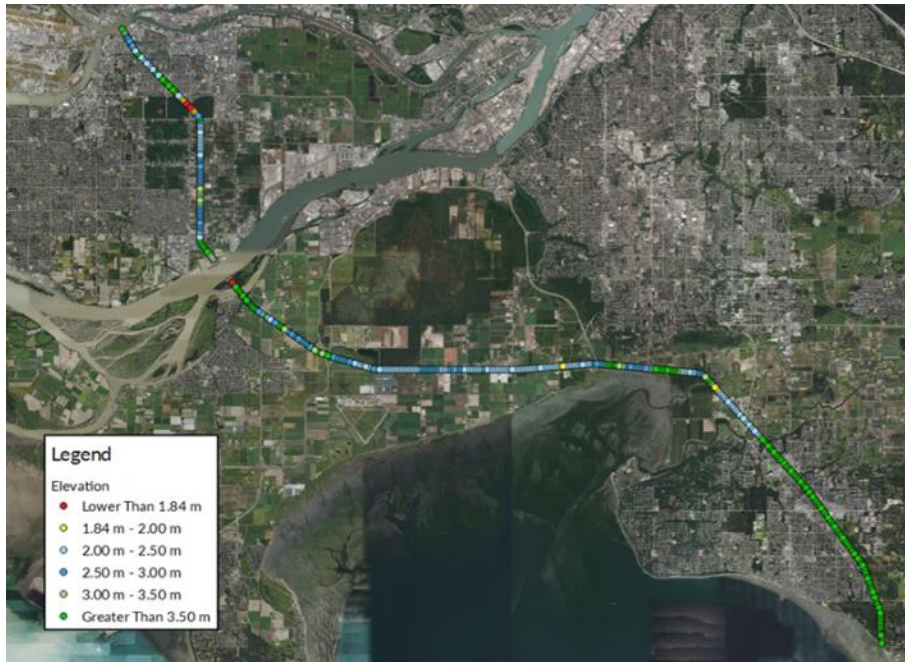 Legend
Elevation
Lower Than 1.84 m
1.84 m - 2.00 m
2.00 m - 2.50 m
2.50 m - 3.00 m
3.00 m - 3.50 m
Greater Than 3.50 m